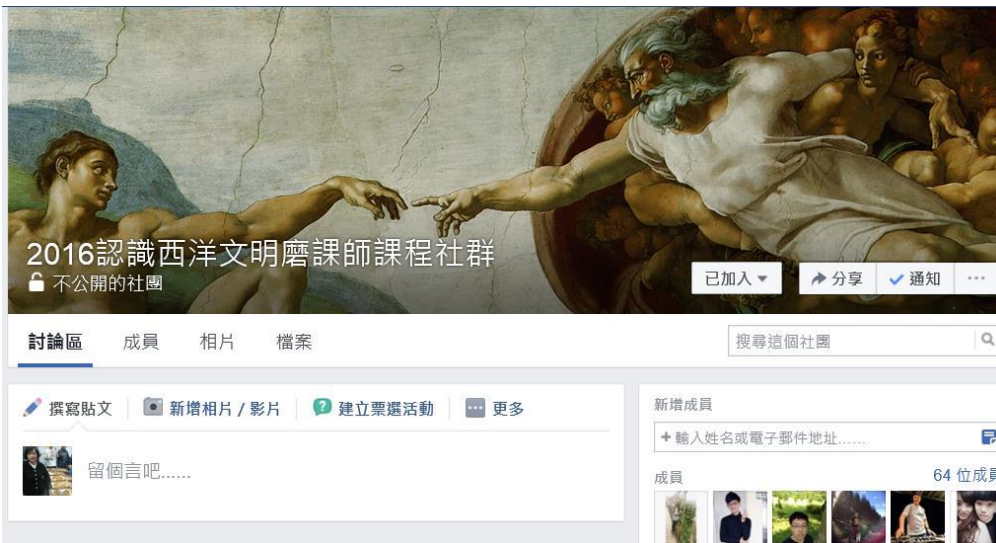 2016認識西洋文明磨課師課程社群
不公開的社團
已加入 分享 通知
討論區 成員 相片 檔案
搜尋這個社團
撰寫貼文 新增相片 / 影片 建立票選活動 更多
留個言吧......
新增成員
+ 輸入姓名或電子郵件地址......
成員 64 位成員